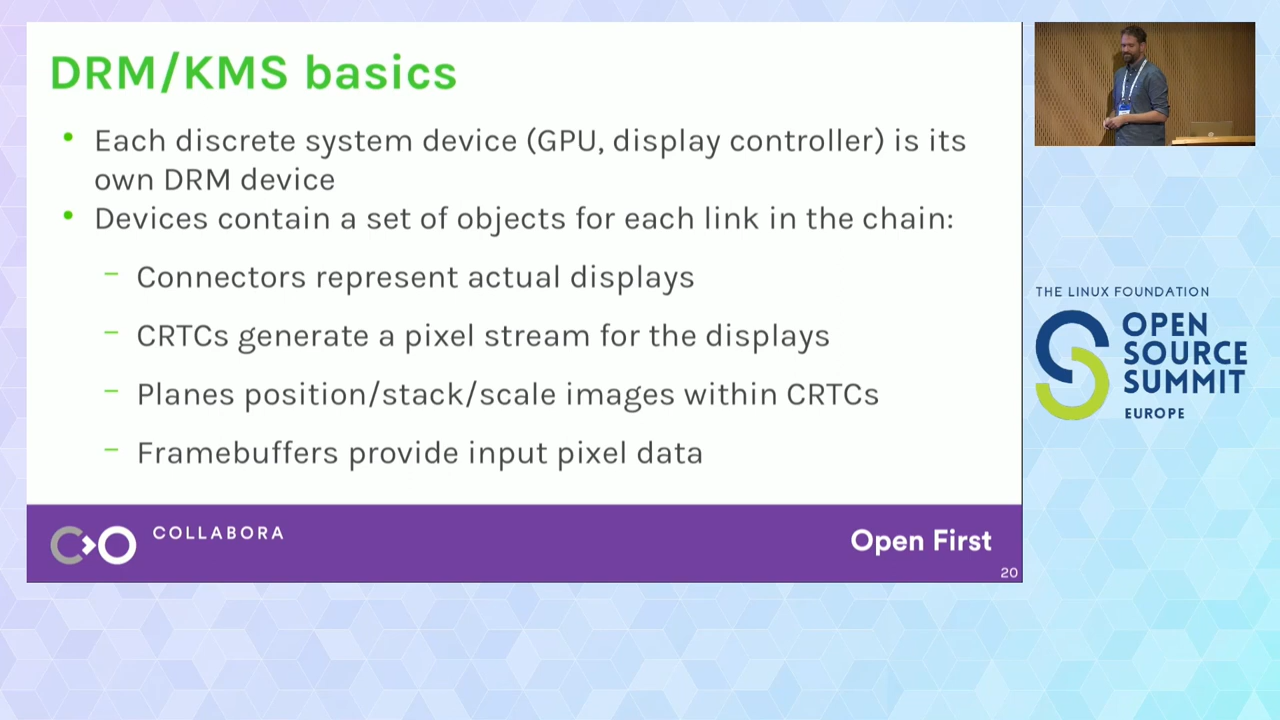 DRM/KMS basics
• Each discrete system device (GPU, display controller) is its
own DRM device
• Devices contain a set of objects for each link in the chain:
– Connectors represent actual displays
– CRTCs generate a pixel stream for the displays
– Planes position/stack/scale images within CRTCs
– Framebuffers provide input pixel data
COLLABORA
Open First
20
THE LINUX FOUNDATION
OPEN
SOURCE
SUMMIT
EUROPE